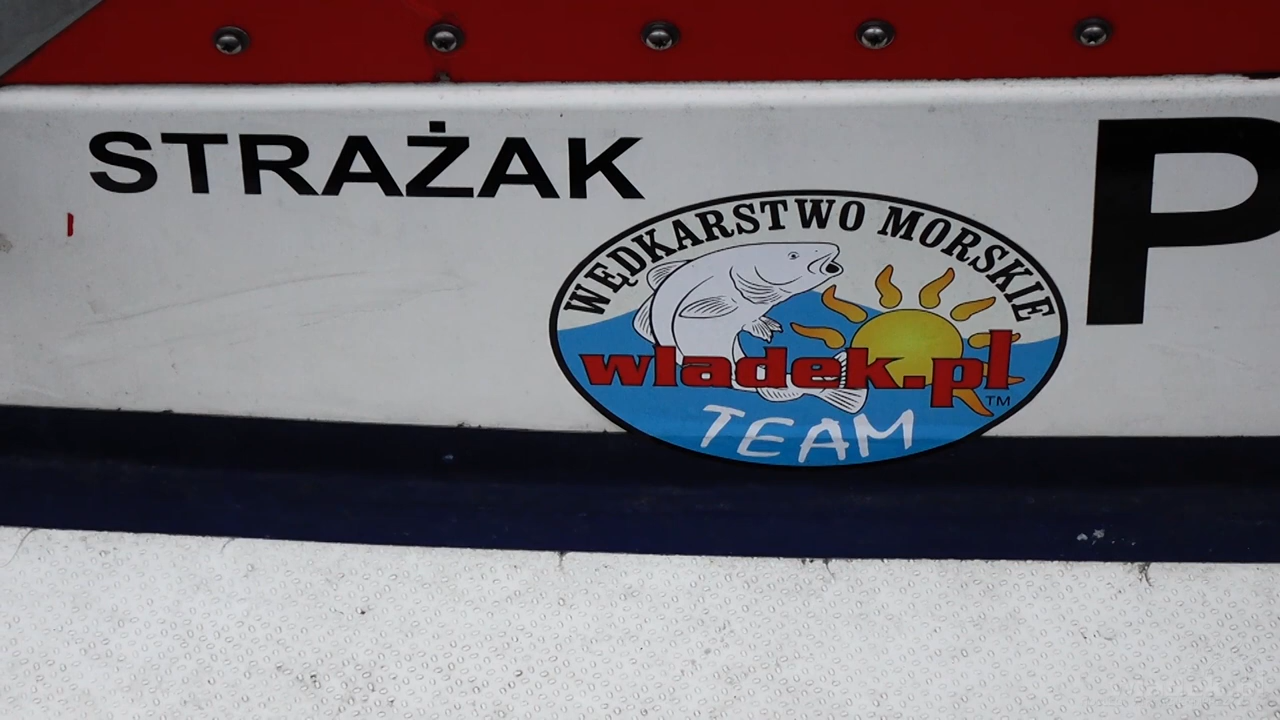 STRAŻAK
P
WĘDKARSTWO MORSKIE
wladek.pl
TM
TEAM